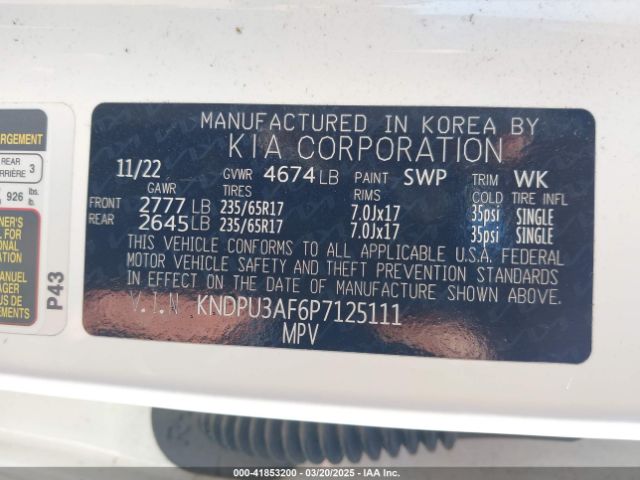 MANUFACTURED IN KOREA BY
KIA CORPORATION
11/22 GVWR 4674 LB PAINT SWP TRIM WK
GAWR TIRES RIMS COLD TIRE INFL
FRONT 2777 LB 235/65R17 7.0Jx17 35psi SINGLE
REAR 2645 LB 235/65R17 7.0Jx17 35psi SINGLE
THIS VEHICLE CONFORMS TO ALL APPLICABLE U.S.A. FEDERAL
MOTOR VEHICLE SAFETY AND THEFT PREVENTION STANDARDS
IN EFFECT ON THE DATE OF MANUFACTURE SHOWN ABOVE.
V.I.N KNDPU3AF6P7125111
MPV
P43
REAR 3
926 lbs.
lb.
000-41853200 — 03/20/2025 — IAA Inc.